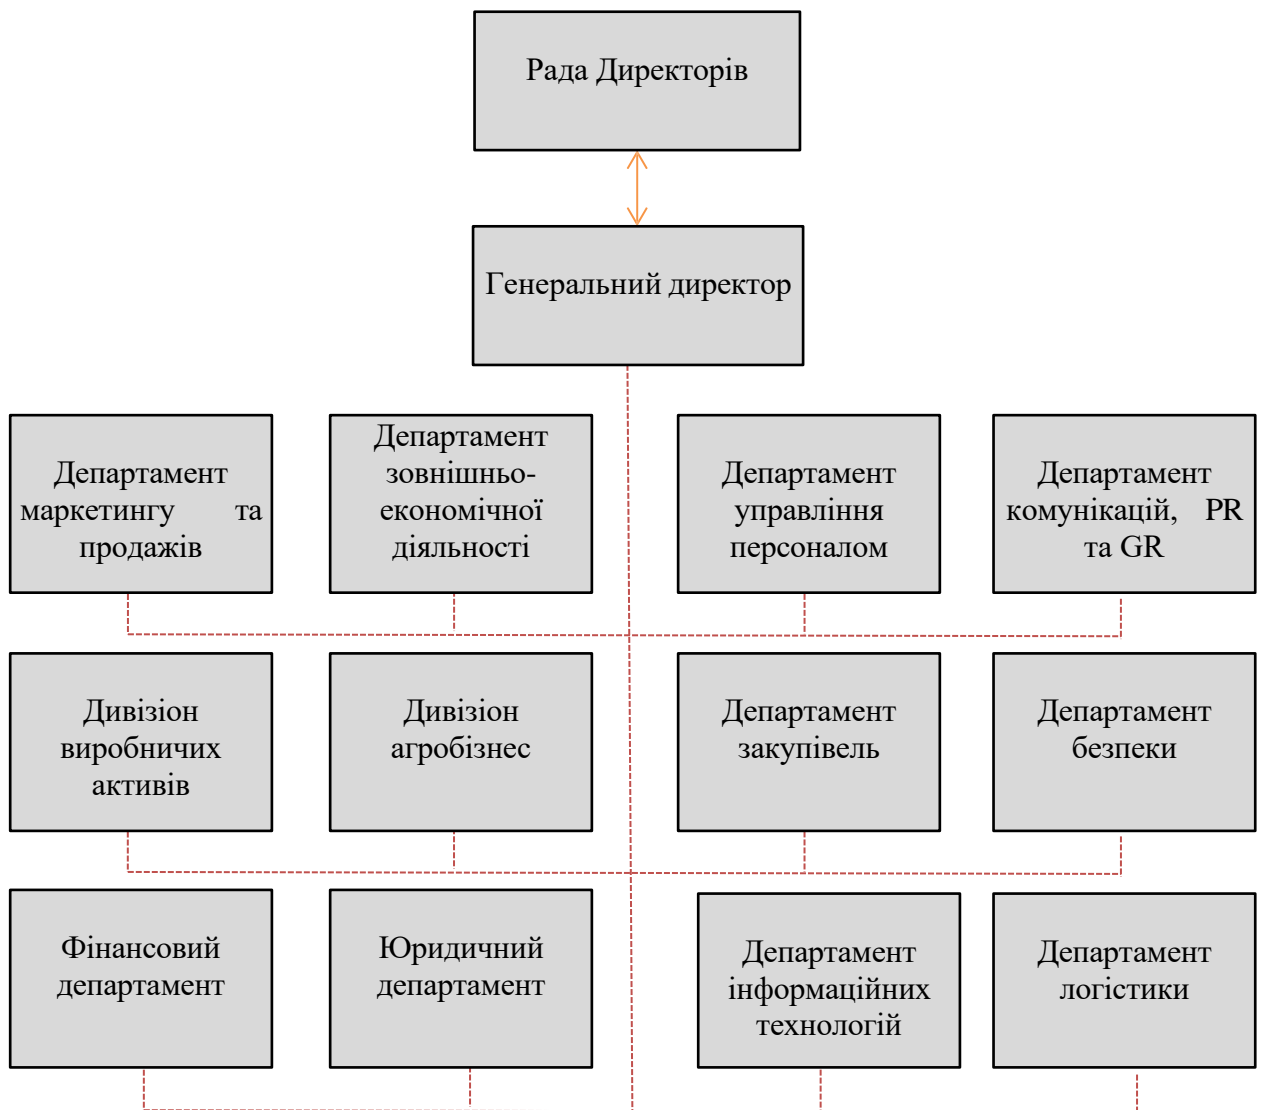 Рада Директорів
Генеральний директор
Департамент
маркетингу та
продажів
Департамент
зовнішньо-
економічної
діяльності
Департамент
управління
персоналом
Департамент
комунікацій, PR
та GR
Дивізіон
виробничих
активів
Дивізіон
агробізнес
Департамент
закупівель
Департамент
безпеки
Фінансовий
департамент
Юридичний
департамент
Департамент
інформаційних
технологій
Департамент
логістики